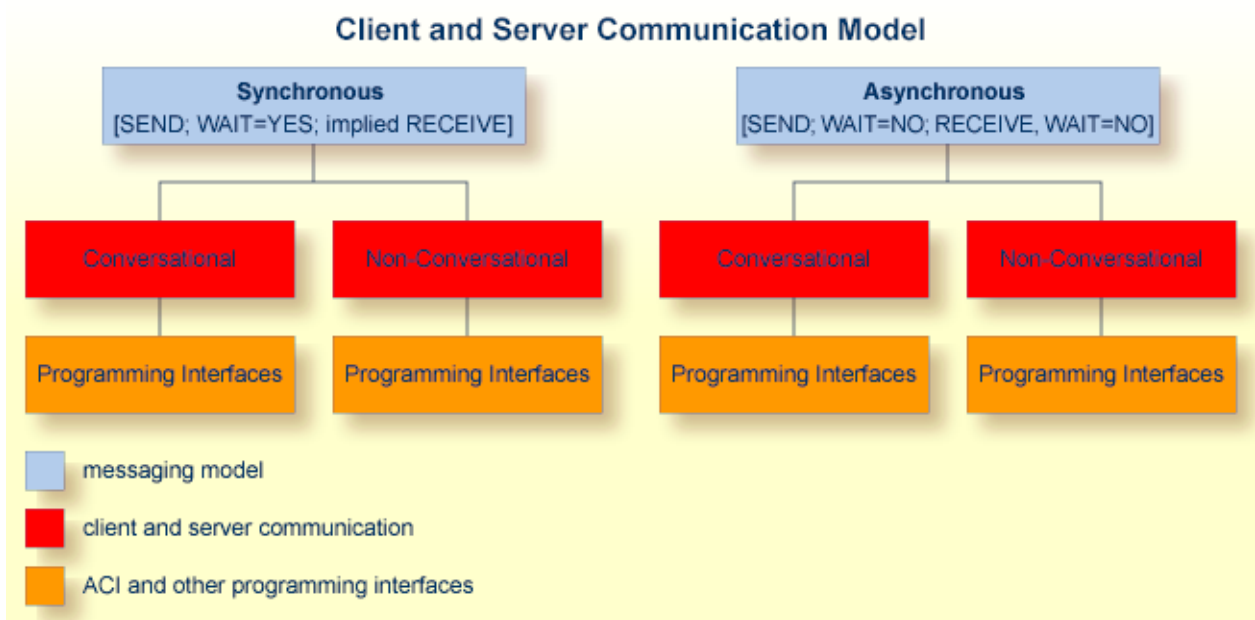 Client and Server Communication Model
Synchronous
[SEND; WAIT=YES; implied RECEIVE]
Asynchronous
[SEND; WAIT=NO; RECEIVE, WAIT=NO]
Conversational
Non-Conversational
Conversational
Non-Conversational
Programming Interfaces
Programming Interfaces
Programming Interfaces
Programming Interfaces
messaging model
client and server communication
ACI and other programming interfaces